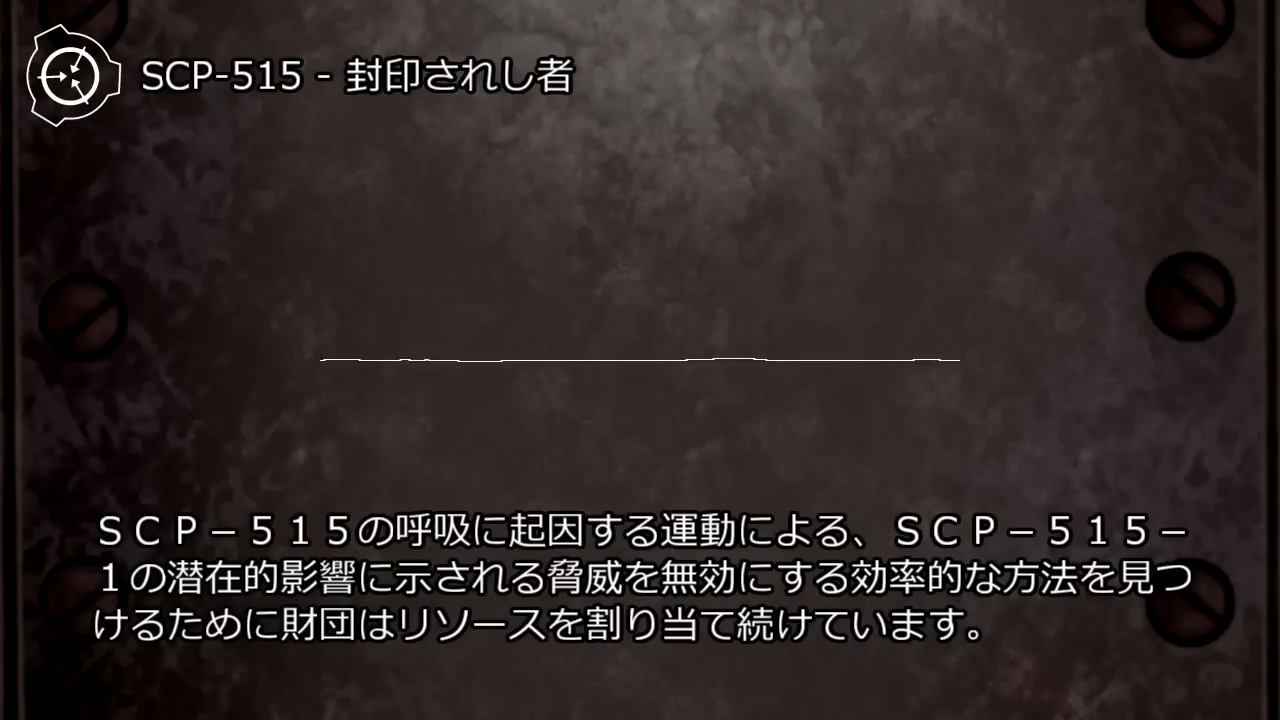 SCP-515 - 封印されし者
ＳＣＰ－５１５の呼吸に起因する運動による、ＳＣＰ－５１５－
１の潜在的影響に示される脅威を無効にする効率的な方法を見つ
けるために財団はリソースを割り当て続けています。